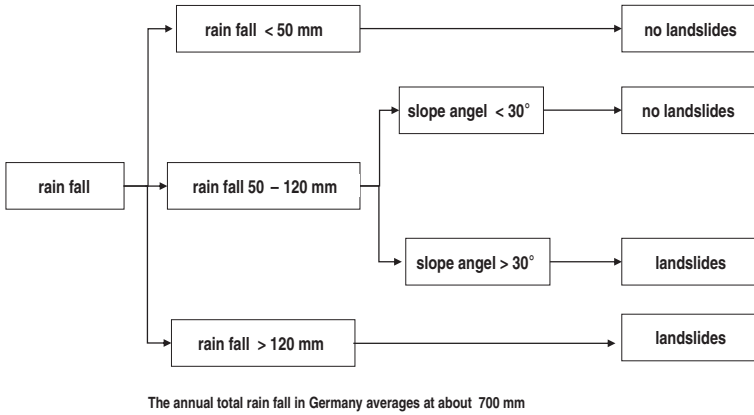 rain fall < 50 mm
no landslides
slope angel < 30°
no landslides
rain fall
rain fall 50 – 120 mm
slope angel > 30°
landslides
rain fall > 120 mm
landslides
The annual total rain fall in Germany averages at about 700 mm